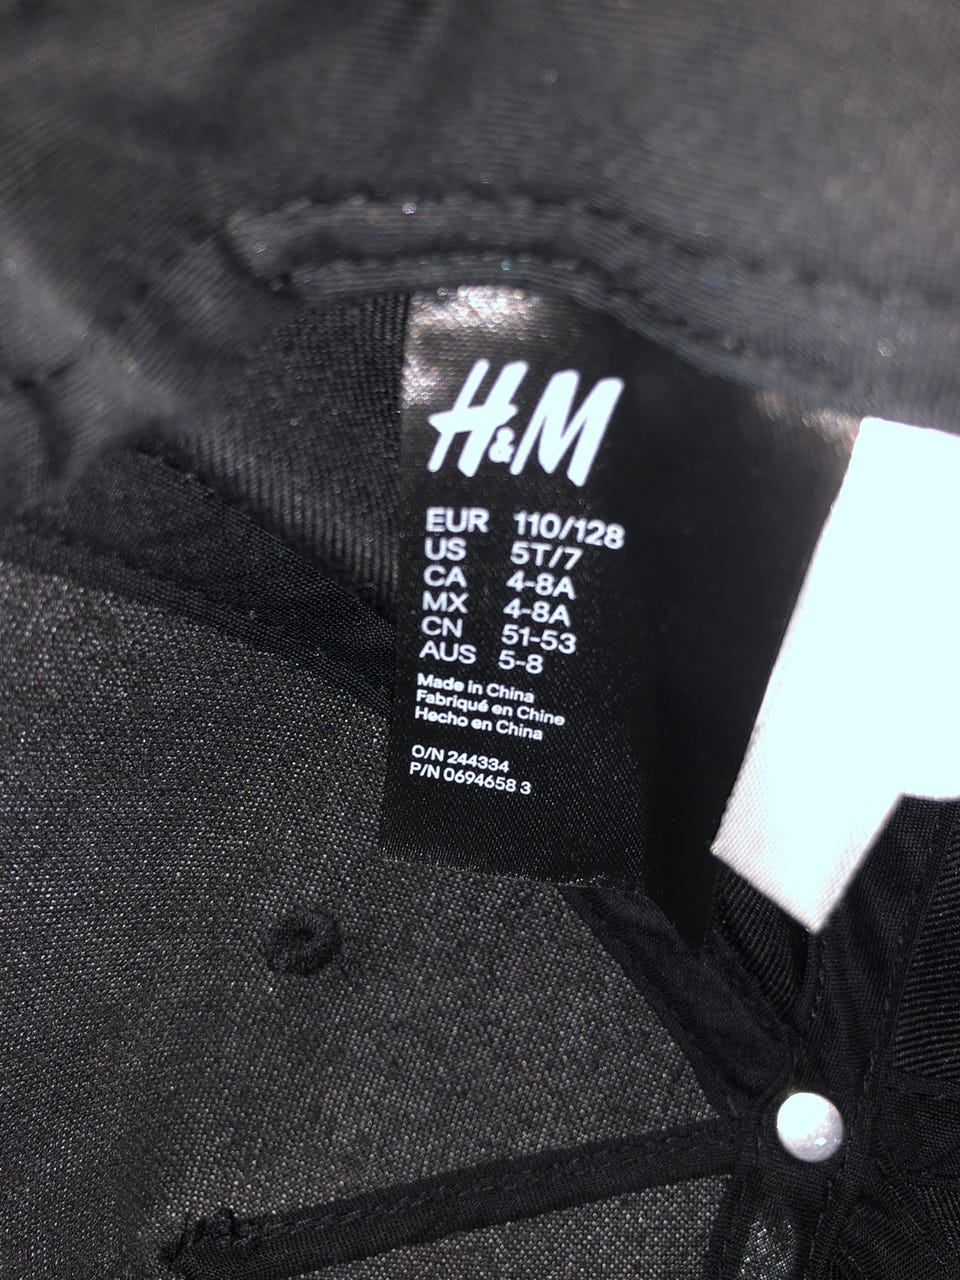 H&M
EUR 110/128
US 5T/7
CA 4-8A
MX 4-8A
CN 51-53
AUS 5-8
Made in China
Fabriqué en Chine
Hecho en China
O/N 244334
P/N 0694658 3